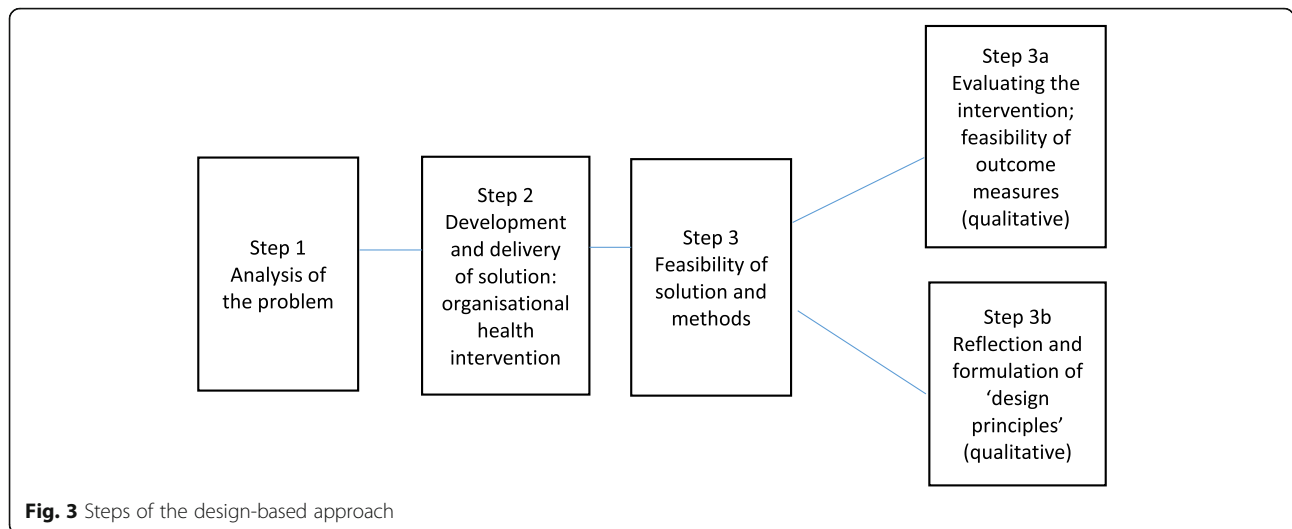 Step 1
Analysis of
the problem
Step 2
Development
and delivery
of solution:
organisational
health
intervention
Step 3
Feasibility of
solution and
methods
Step 3a
Evaluating the
intervention;
feasibility of
outcome
measures
(qualitative)
Step 3b
Reflection and
formulation of
‘design
principles’
(qualitative)
Fig. 3 Steps of the design-based approach